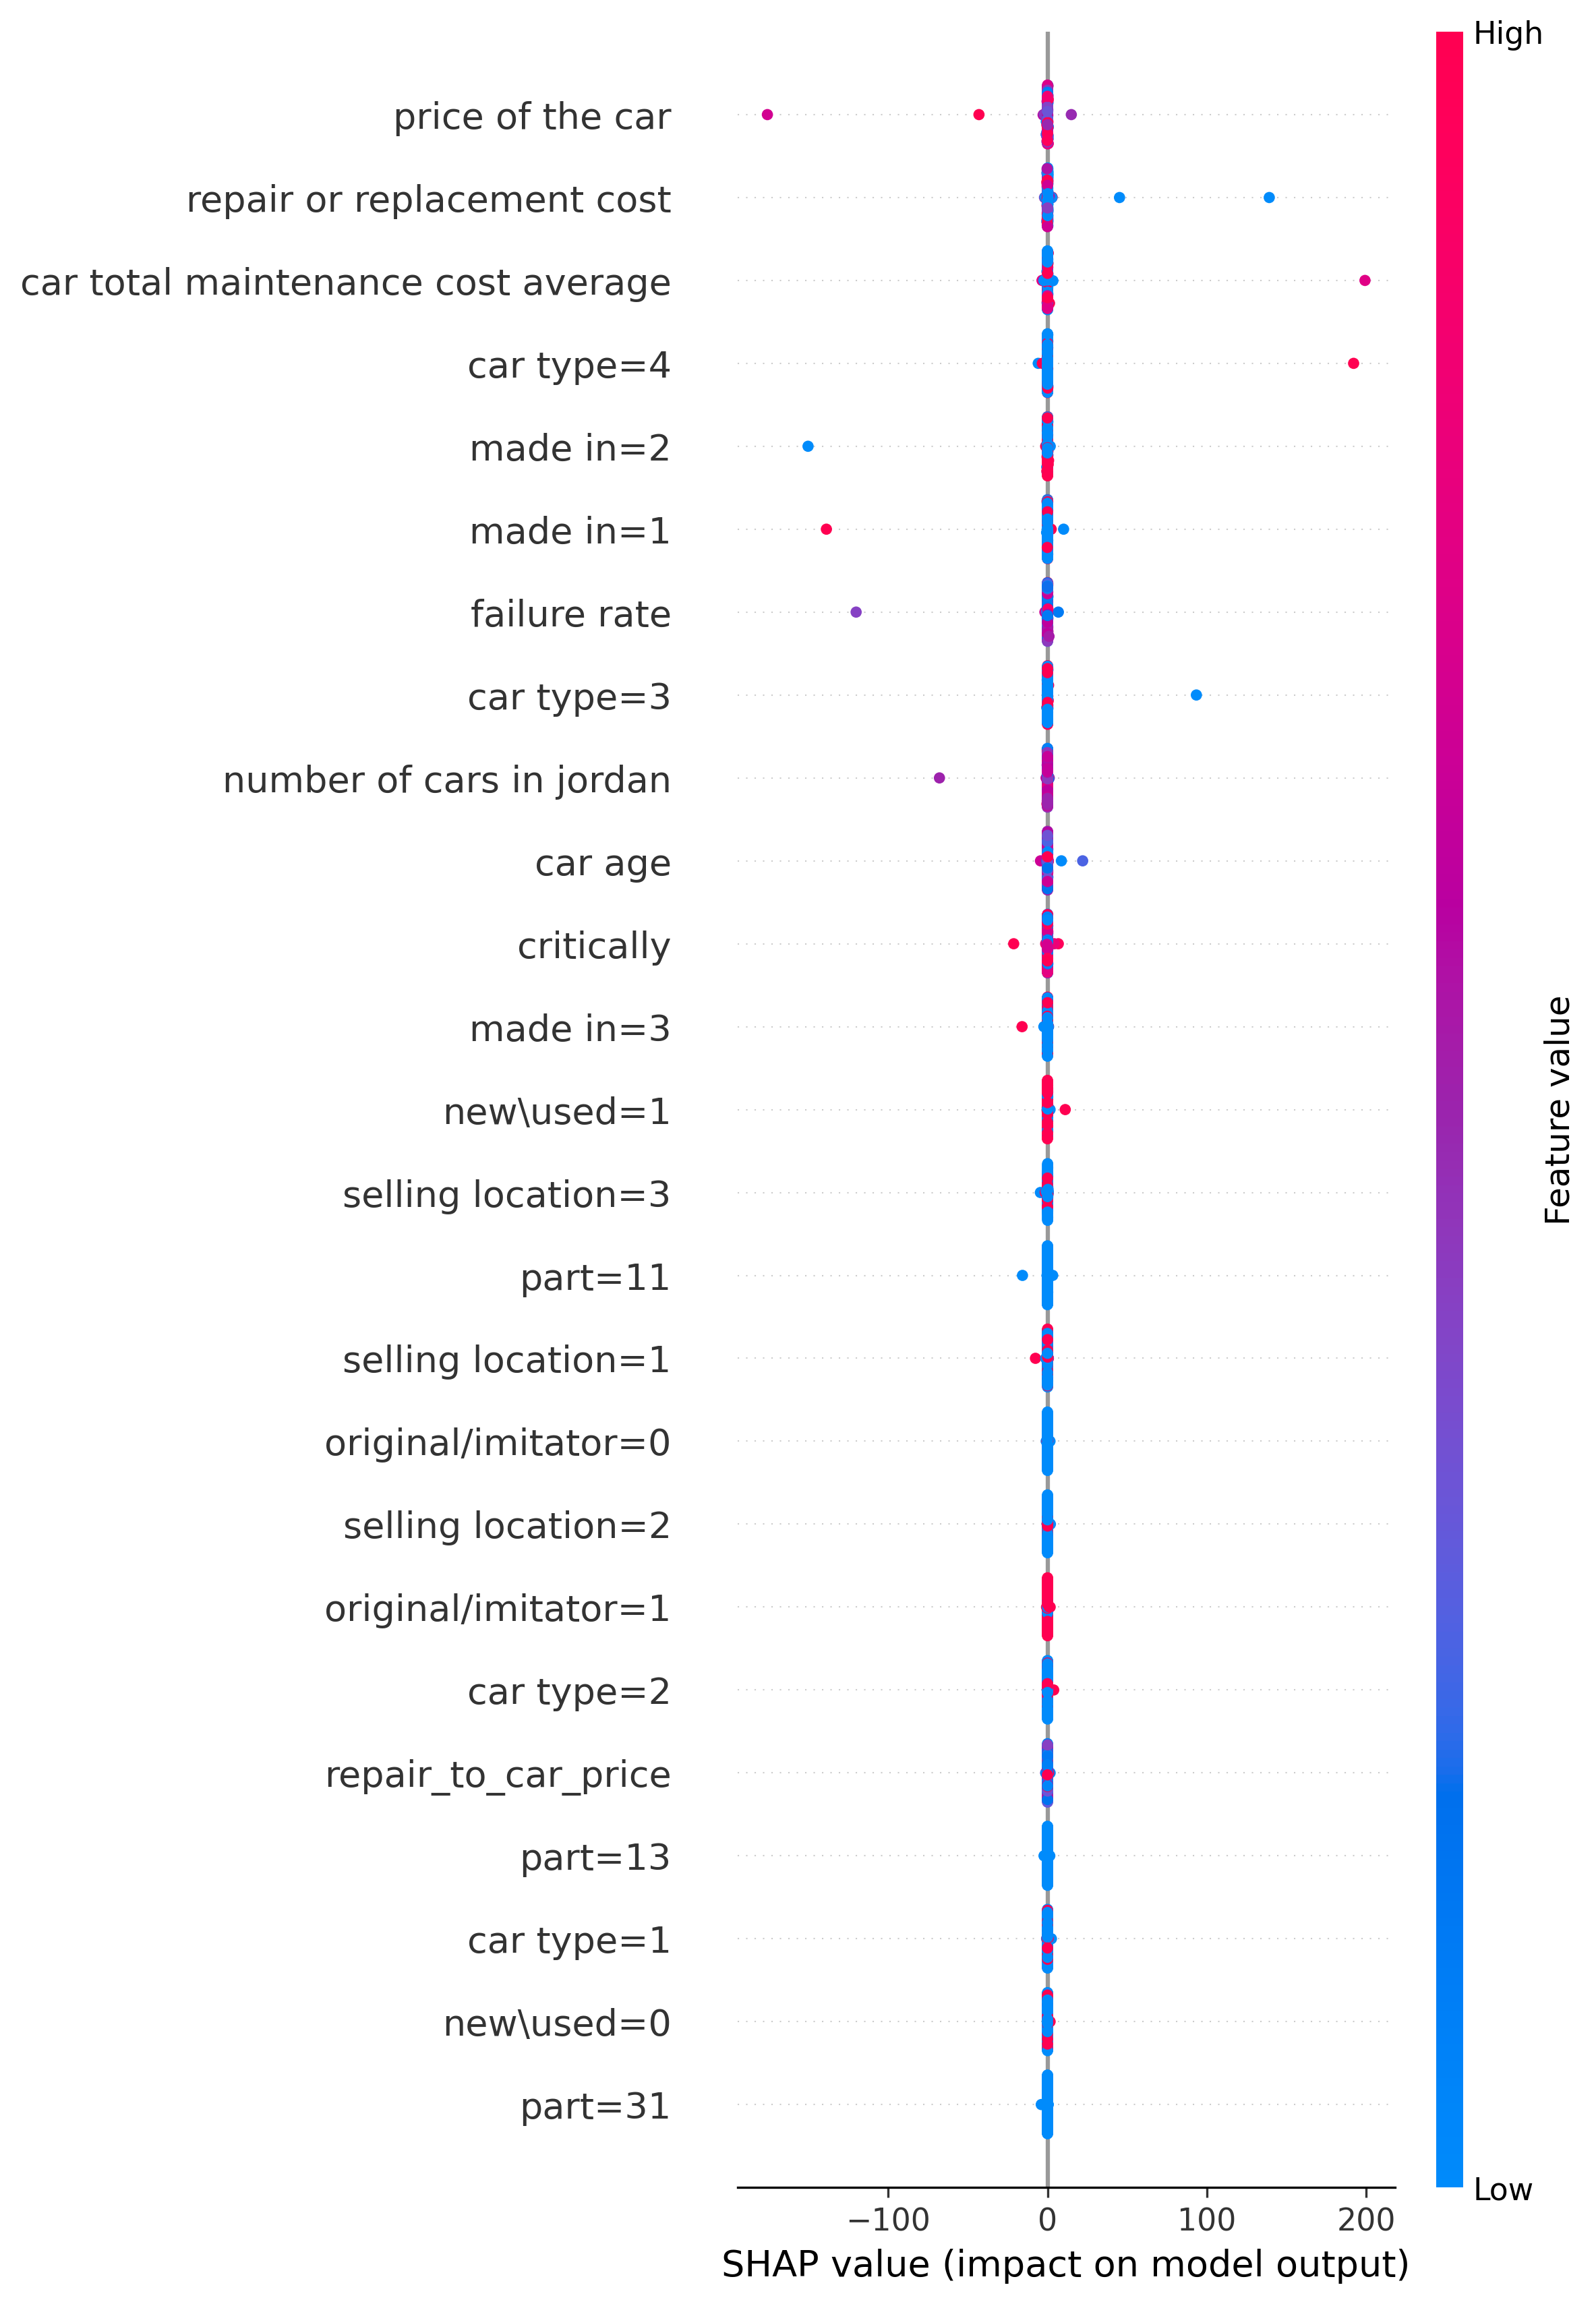 High
price of the car
repair or replacement cost
car total maintenance cost average
car type=4
made in=2
made in=1
failure rate
car type=3
number of cars in jordan
car age
critically
made in=3
new\used=1
selling location=3
part=11
selling location=1
original/imitator=0
selling location=2
original/imitator=1
car type=2
repair_to_car_price
part=13
car type=1
new\used=0
part=31
Feature value
Low
−100 0 100 200
SHAP value (impact on model output)